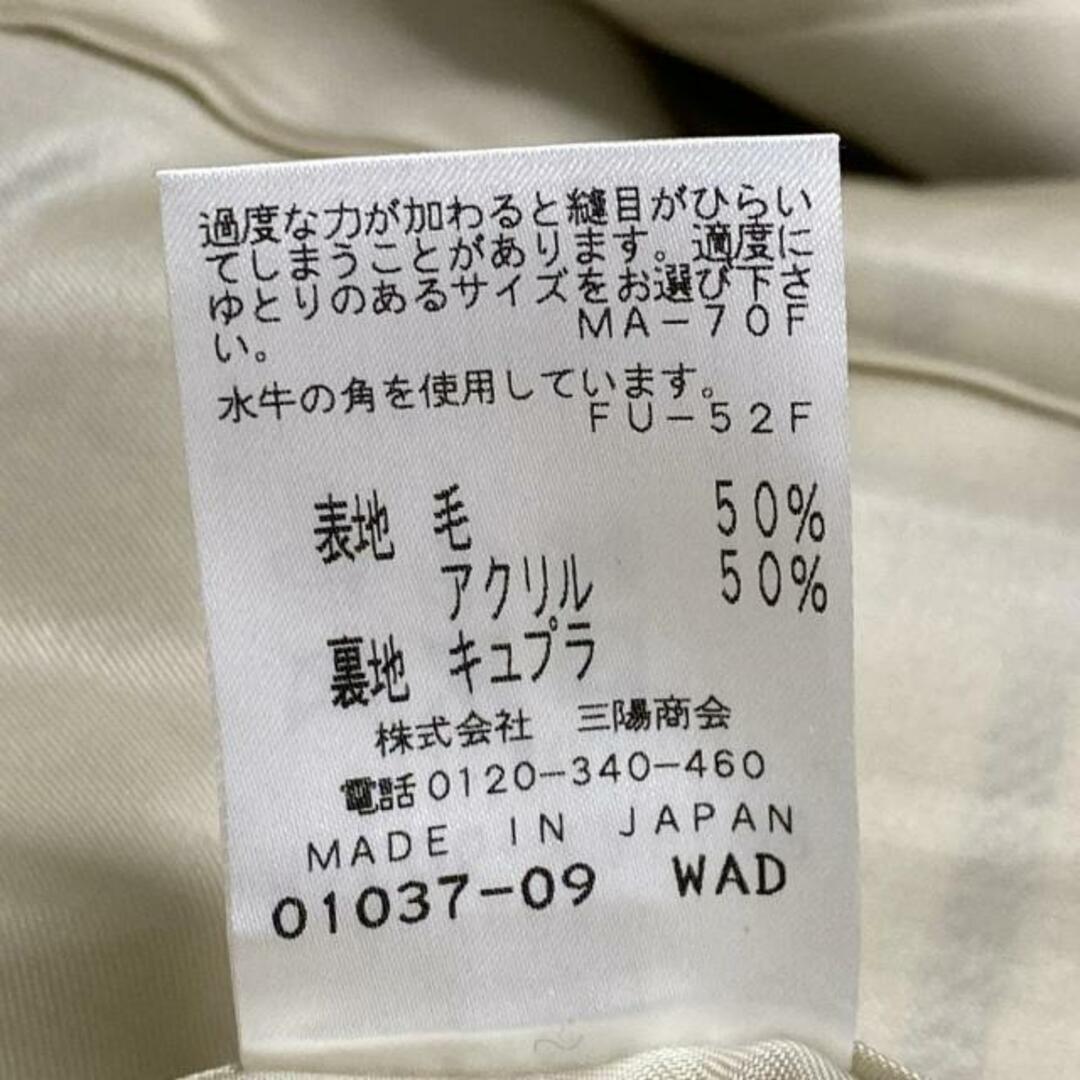 過度な力が加わると縫目がひらい
てしまうことがあります。適度に
ゆとりのあるサイズをお選び下さ
い。
MA-70F
水牛の角を使用しています。
FU-52F
表地 毛 50%
アクリル 50%
裏地 キュプラ
株式会社 三陽商会
電話0120-340-460
MADE IN JAPAN
01037-09 WAD